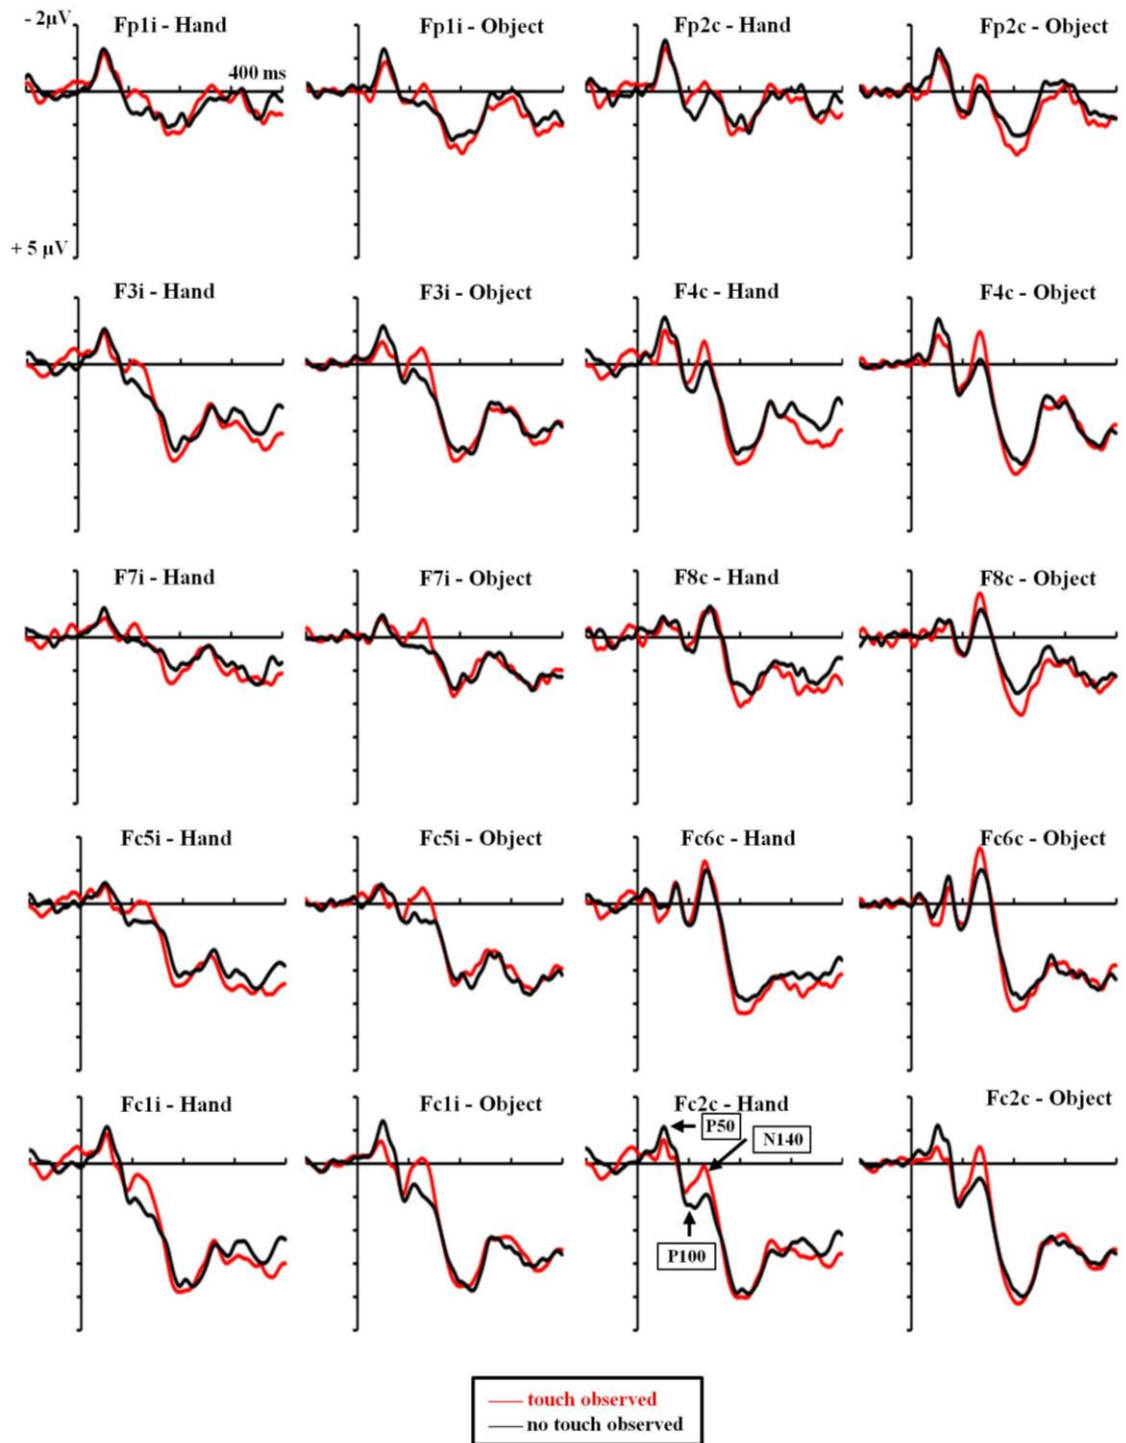 - 2μV
Fp1i - Hand
Fp1i - Object
Fp2c - Hand
Fp2c - Object
400 ms
+ 5 μV
F3i - Hand
F3i - Object
F4c - Hand
F4c - Object
F7i - Hand
F7i - Object
F8c - Hand
F8c - Object
Fc5i - Hand
Fc5i - Object
Fc6c - Hand
Fc6c - Object
Fc1i - Hand
Fc1i - Object
Fc2c - Hand
Fc2c - Object
P50
N140
P100
touch observed
no touch observed